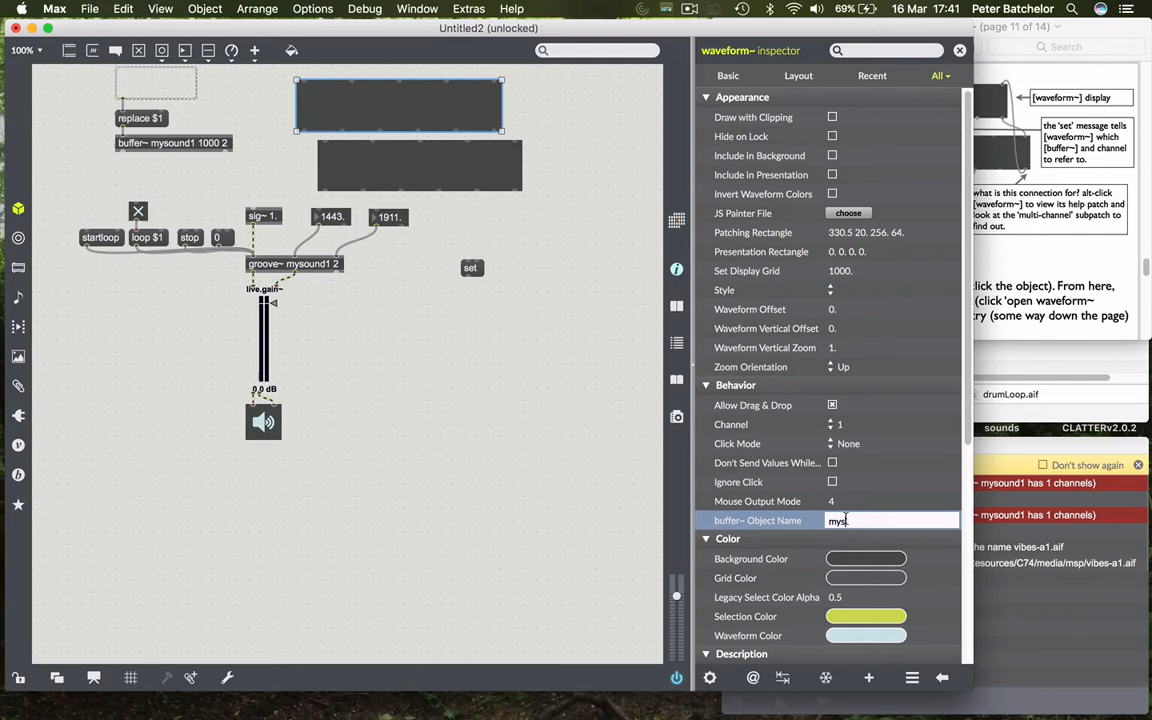 Max File Edit View Object Arrange Options Debug Window Extras Help 69% 16 Mar 17:41 Peter Batchelor
Untitled2 (unlocked)
100%
replace $1
buffer~ mysound1 1000 2
startloop
loop $1
stop
0
sig~ 1.
1443.
1911.
groove~ mysound1 2
live.gain~
0.0 dB
set
waveform~ inspector
Basic Layout Recent All
Appearance
Draw with Clipping
Hide on Lock
Include in Background
Include in Presentation
Invert Waveform Colors
JS Painter File choose
Patching Rectangle 330.5 20. 256. 64.
Presentation Rectangle 0. 0. 0. 0.
Set Display Grid 1000.
Style
Waveform Offset 0.
Waveform Vertical Offset 0.
Waveform Vertical Zoom 1.
Zoom Orientation Up
Behavior
Allow Drag & Drop
Channel 1
Click Mode None
Don't Send Values While...
Ignore Click
Mouse Output Mode 4
buffer~ Object Name mys
Color
Background Color
Grid Color
Legacy Select Color Alpha 0.5
Selection Color
Waveform Color
Description
(page 11 of 14)
Search
[waveform~] display
the 'set' message tells
[waveform~] which
[buffer~] and channel
to refer to.
what is this connection for? alt-click
[waveform~] to view its help patch and
look at the 'multi-channel' subpatch to
find out.
click the object). From here,
(click 'open waveform~
try (some way down the page)
drumLoop.aif
sounds CLATTERv2.0.2
Don't show again
~ mysound1 has 1 channels)
~ mysound1 has 1 channels)
he name vibes-a1.aif
esources/C74/media/msp/vibes-a1.aif